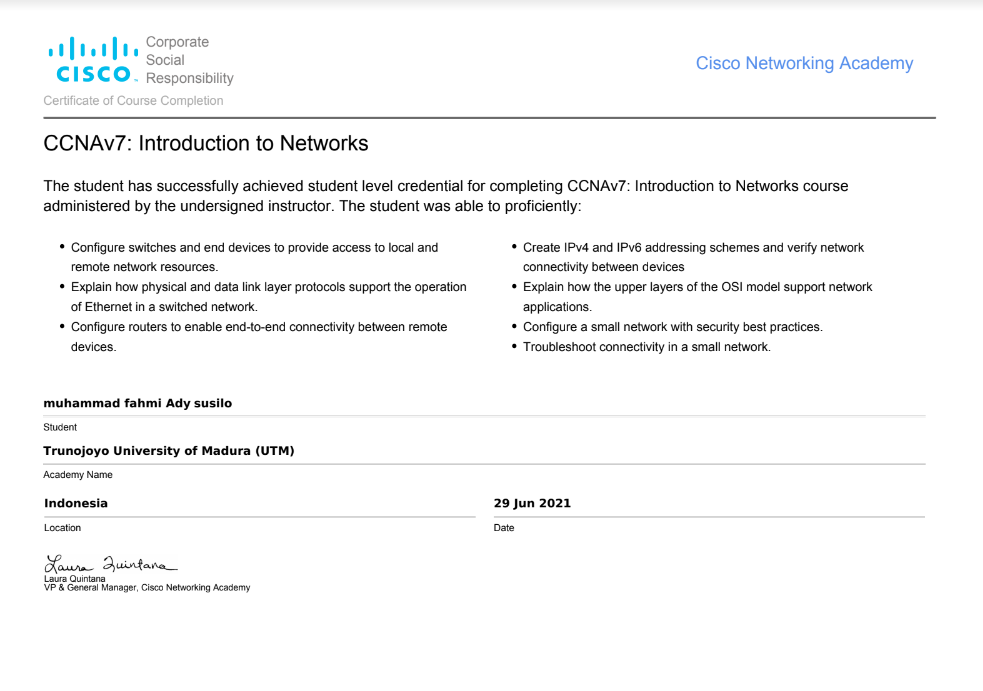 Corporate
Social
CISCO Responsibility
Cisco Networking Academy
Certificate of Course Completion
CCNAv7: Introduction to Networks
The student has successfully achieved student level credential for completing CCNAv7: Introduction to Networks course
administered by the undersigned instructor. The student was able to proficiently:
• Configure switches and end devices to provide access to local and
remote network resources.
• Explain how physical and data link layer protocols support the operation
of Ethernet in a switched network.
• Configure routers to enable end-to-end connectivity between remote
devices.
• Create IPv4 and IPv6 addressing schemes and verify network
connectivity between devices
• Explain how the upper layers of the OSI model support network
applications.
• Configure a small network with security best practices.
• Troubleshoot connectivity in a small network.
muhammad fahmi Ady susilo
Student
Trunojoyo University of Madura (UTM)
Academy Name
Indonesia
Location
29 Jun 2021
Date
Laura Quintana
Laura Quintana
VP & General Manager, Cisco Networking Academy